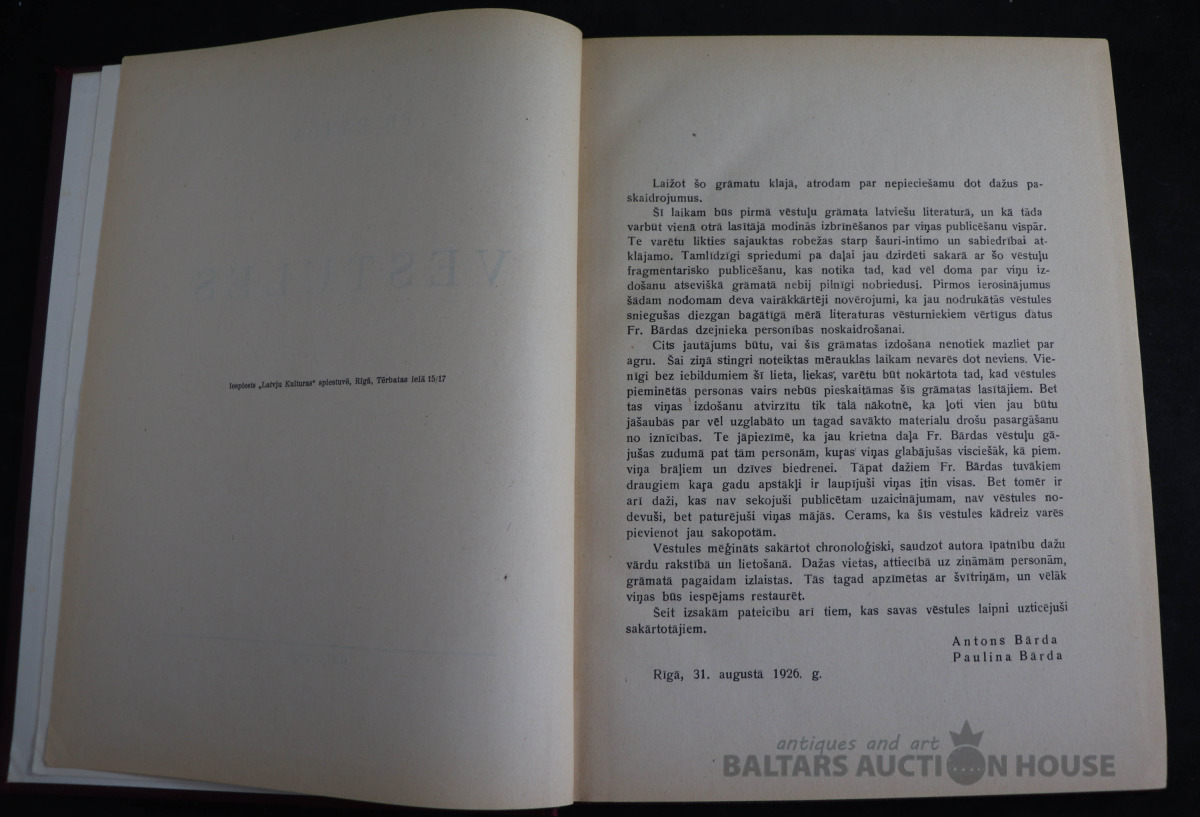 VĒSTULES
Iespiests „Latvju Kulturas" spiestuvē, Rīgā, Tērbatas ielā 15/17
Laižot šo grāmatu klajā, atrodam par nepieciešamu dot dažus pa-
skaidrojumus.
Šī laikam būs pirmā vēstuļu grāmata latviešu literaturā, un kā tāda
varbūt vienā otrā lasītājā modinās izbrīnēšanos par viņas publicēšanu vispār.
Te varētu likties sajauktas robežas starp šauri-intimo un sabiedrībai at-
klājamo. Tamlīdzīgi spriedumi pa daļai jau dzirdēti sakarā ar šo vēstuļu
fragmentarisko publicēšanu, kas notika tad, kad vēl doma par viņu iz-
došanu atsevišķā grāmatā nebij pilnīgi nobriedusi. Pirmos ierosinājumus
šādam nodomam deva vairākkārtēji novērojumi, ka jau nodrukātās vēstules
sniegušas diezgan bagātīgā mērā literaturas vēsturniekiem vērtīgus datus
Fr. Bārdas dzejnieka personības noskaidrošanai.
Cits jautājums būtu, vai šīs grāmatas izdošana nenotiek mazliet par
agru. Šai ziņā stingri noteiktas mērauklas laikam nevarēs dot neviens. Vie-
nīgi bez iebildumiem šī lieta, liekas, varētu būt nokārtota tad, kad vēstules
pieminētās personas vairs nebūs pieskaitāmas šīs grāmatas lasītājiem. Bet
tas viņas izdošanu atvirzītu tik tālā nākotnē, ka ļoti vien jau būtu
jāšaubās par vēl uzglabāto un tagad savākto materialu drošu pasargāšanu
no iznīcības. Te jāpiezīmē, ka jau krietna daļa Fr. Bārdas vēstuļu gā-
jušas zudumā pat tām personām, kuŗas viņas glabājušas visciešāk, kā piem.
viņa brāļiem un dzīves biedrenei. Tāpat dažiem Fr. Bārdas tuvākiem
draugiem kaŗa gadu apstākļi ir laupījuši viņas itin visas. Bet tomēr ir
arī daži, kas nav sekojuši publicētam uzaicinājumam, nav vēstules no-
devuši, bet paturējuši viņas mājās. Cerams, ka šīs vēstules kādreiz varēs
pievienot jau sakopotām.
Vēstules mēģināts sakārtot chronoloģiski, saudzot autora īpatnību dažu
vārdu rakstībā un lietošanā. Dažas vietas, attiecībā uz zināmām personām,
grāmatā pagaidam izlaistas. Tās tagad apzīmētas ar švītriņām, un vēlāk
viņas būs iespējams restaurēt.
Šeit izsakām pateicību arī tiem, kas savas vēstules laipni uzticējuši
sakārtotājiem.
Antons Bārda
Paulina Bārda
Rīgā, 31. augustā 1926. g.
antiques and art
BALTARS AUCTION HOUSE